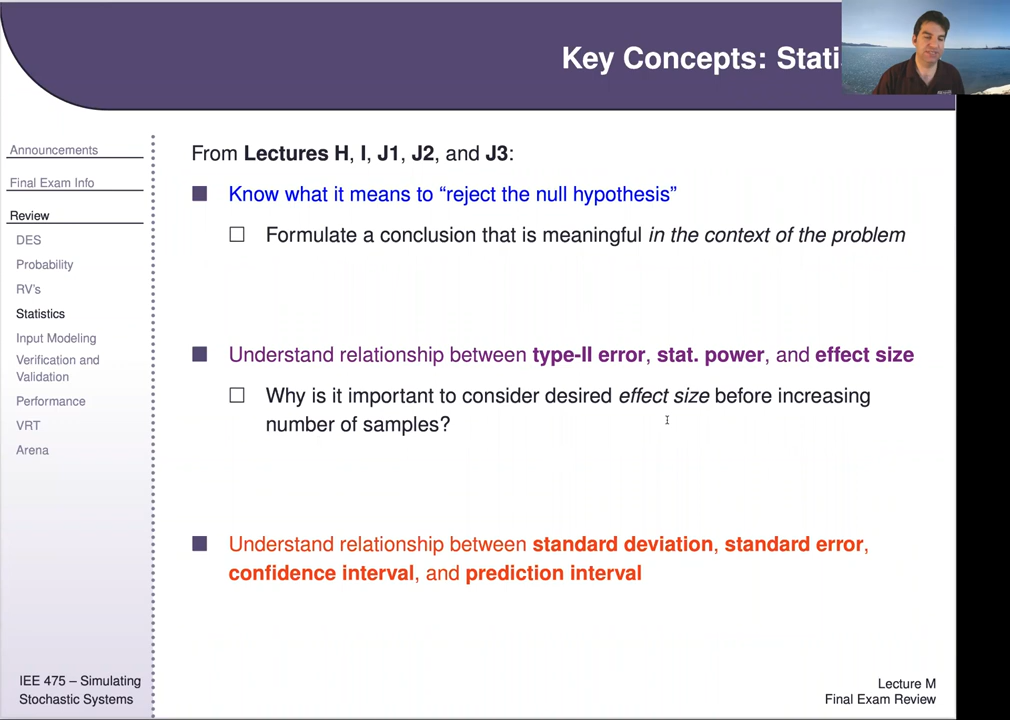 Key Concepts: Stati
Announcements
Final Exam Info
Review
DES
Probability
RV's
Statistics
Input Modeling
Verification and
Validation
Performance
VRT
Arena
From Lectures H, I, J1, J2, and J3:
Know what it means to “reject the null hypothesis”
Formulate a conclusion that is meaningful in the context of the problem
Understand relationship between type-II error, stat. power, and effect size
Why is it important to consider desired effect size before increasing
number of samples?
Understand relationship between standard deviation, standard error,
confidence interval, and prediction interval
IEE 475 – Simulating
Stochastic Systems
Lecture M
Final Exam Review